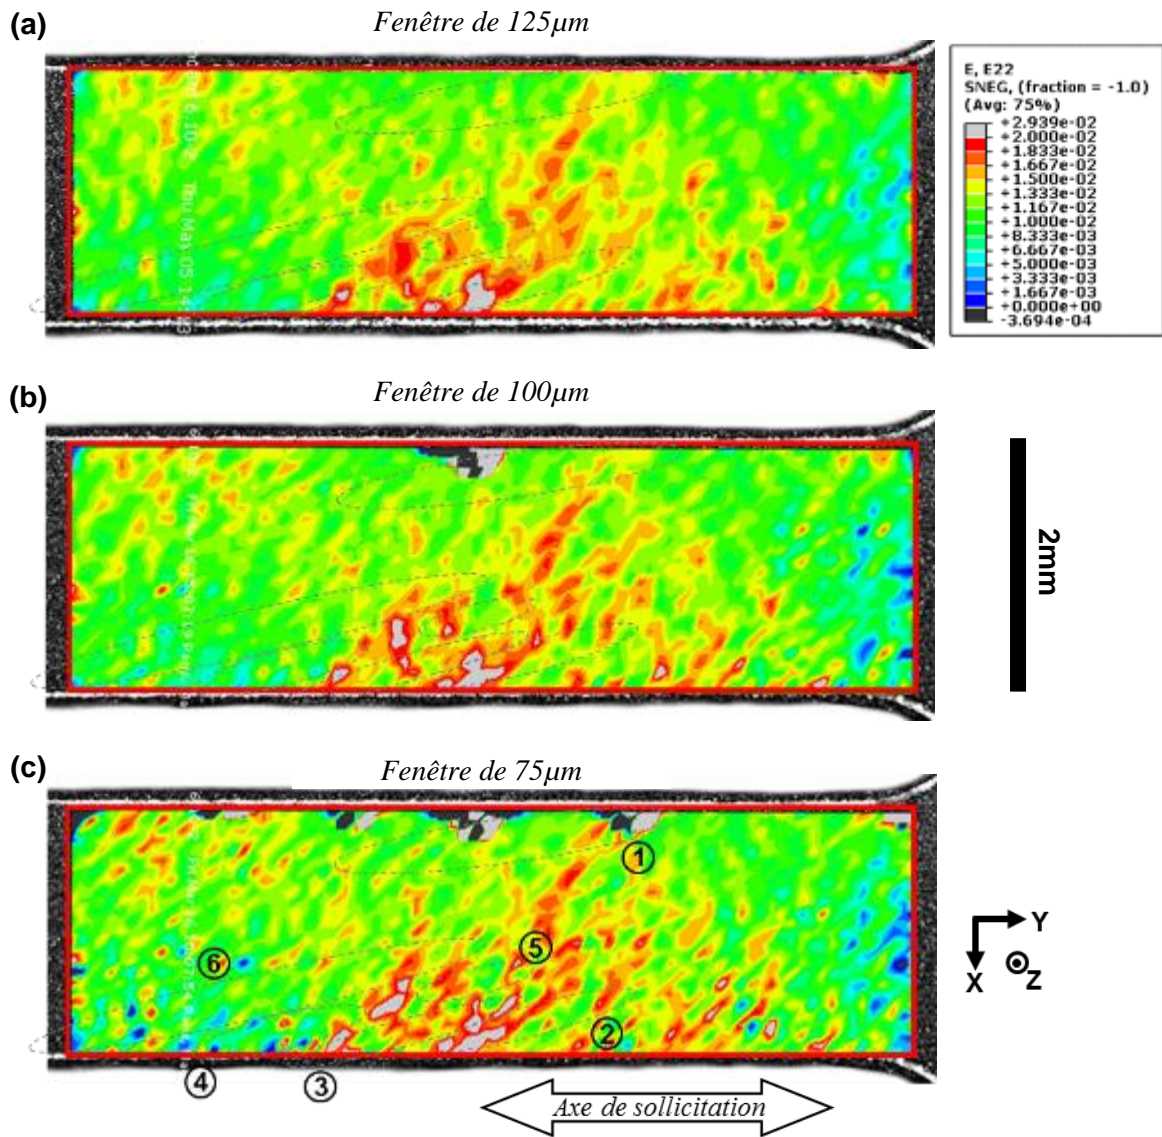 (a)
Fenêtre de 125µm
E, E22
SNEG, (fraction = -1.0)
(Avg: 75%)
+2.939e-02
+2.000e-02
+1.833e-02
+1.667e-02
+1.500e-02
+1.333e-02
+1.167e-02
+1.000e-02
+8.333e-03
+6.667e-03
+5.000e-03
+3.333e-03
+1.667e-03
+0.000e+00
-3.694e-04
(b)
Fenêtre de 100µm
2mm
(c)
Fenêtre de 75µm
1
5
6
2
4
3
Y
X
Z
Axe de sollicitation